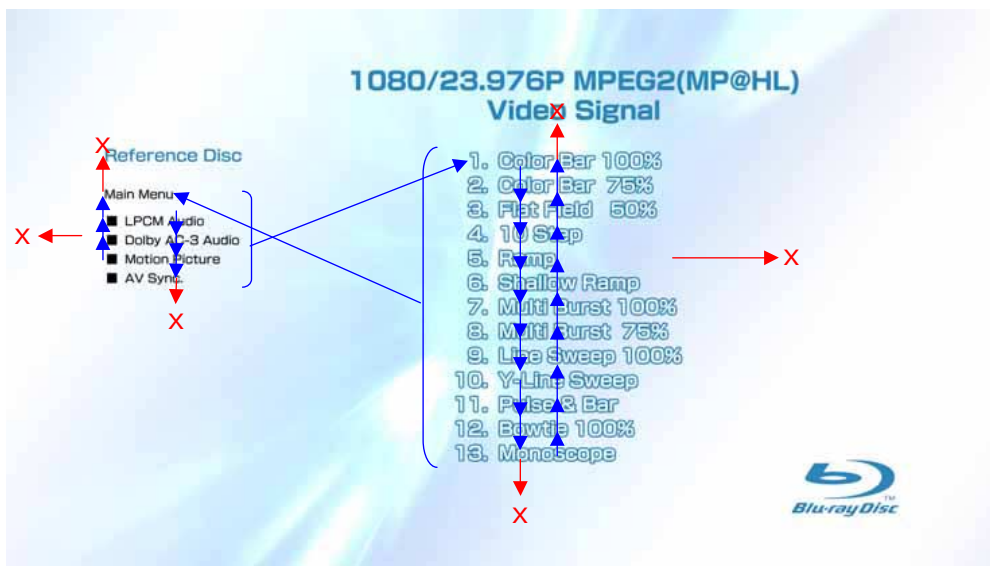 1080/23.976P MPEG2(MP@HL)
Video Signal
X
X
Reference Disc
Main Menu
■ LPCM Audio
■ Dolby AC-3 Audio
■ Motion Picture
■ AV Sync.
X
X
1. Color Bar 100%
2. Color Bar 75%
3. Flat Field 50%
4. 10 Step
5. Ramp
6. Shallow Ramp
7. Multi Burst 100%
8. Multi Burst 75%
9. Line Sweep 100%
10. Y-Line Sweep
11. Pulse & Bar
12. Bowtie 100%
13. Monoscope
X
X
Blu-ray Disc TM